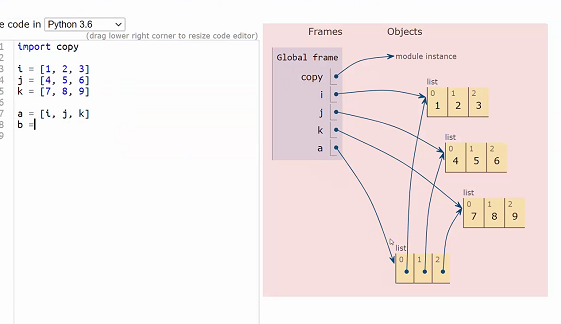 e code in Python 3.6
(drag lower right corner to resize code editor)
1 import copy
2
3 i = [1, 2, 3]
4 j = [4, 5, 6]
5 k = [7, 8, 9]
6
7 a = [i, j, k]
8 b =
9
Frames Objects
Global frame
copy
module instance
i
j
k
a
list
0 1 2
1 2 3
list
0 1 2
4 5 6
list
0 1 2
7 8 9
list
0 1 2